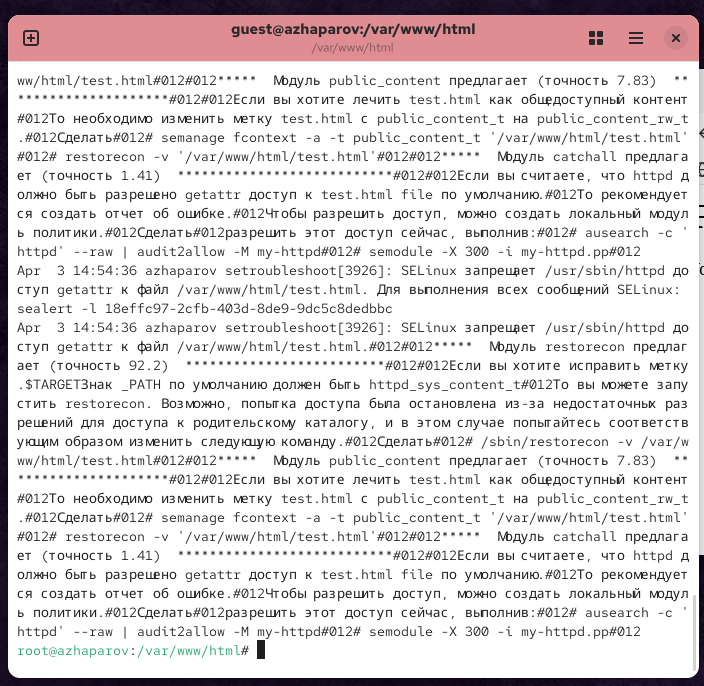 guest@azhaparov:/var/www/html
/var/www/html
ww/html/test.html#012#012*****  Модуль public_content предлагает (точность 7.83)  **
*******************#012#012Если вы хотите лечить test.html как общедоступный контент
#012То необходимо изменить метку test.html с public_content_t на public_content_rw_t
.#012Сделать#012# semanage fcontext -a -t public_content_t '/var/www/html/test.html'
#012# restorecon -v '/var/www/html/test.html'#012#012*****  Модуль catchall предлага
ет (точность 1.41)  **************************#012#012Если вы считаете, что httpd д
олжно быть разрешено getattr доступ к test.html file по умолчанию.#012То рекомендует
ся создать отчет об ошибке.#012Чтобы разрешить доступ, можно создать локальный модул
ь политики.#012Сделать#012разрешить этот доступ сейчас, выполнив:#012# ausearch -c '
httpd' --raw | audit2allow -M my-httpd#012# semodule -X 300 -i my-httpd.pp#012
Apr  3 14:54:36 azhaparov setroubleshoot[3926]: SELinux запрещает /usr/sbin/httpd до
ступ getattr к файл /var/www/html/test.html. Для выполнения всех сообщений SELinux:
sealert -l 18effc97-2cfb-403d-8de9-9dc5c8dedbbc
Apr  3 14:54:36 azhaparov setroubleshoot[3926]: SELinux запрещает /usr/sbin/httpd до
ступ getattr к файл /var/www/html/test.html.#012*****  Модуль restorecon предлаг
ает (точность 92.2)  ************************#012#012Если вы хотите исправить метку
.$TARGETЗнак _PATH по умолчанию должен быть httpd_sys_content_t#012То вы можете запу
стить restorecon. Возможно, попытка доступа была остановлена из-за недостаточных раз
решений для доступа к родительскому каталогу, и в этом случае попытайтесь соответств
ующим образом изменить следующую команду.#012Сделать#012# /sbin/restorecon -v /var/w
ww/html/test.html#012#012*****  Модуль public_content предлагает (точность 7.83)  **
*******************#012#012Если вы хотите лечить test.html как общедоступный контент
#012То необходимо изменить метку test.html с public_content_t на public_content_rw_t
.#012Сделать#012# semanage fcontext -a -t public_content_t '/var/www/html/test.html'
#012# restorecon -v '/var/www/html/test.html'#012#012*****  Модуль catchall предлага
ет (точность 1.41)  **************************#012#012Если вы считаете, что httpd д
олжно быть разрешено getattr доступ к test.html file по умолчанию.#012То рекомендует
ся создать отчет об ошибке.#012Чтобы разрешить доступ, можно создать локальный модул
ь политики.#012Сделать#012разрешить этот доступ сейчас, выполнив:#012# ausearch -c '
httpd' --raw | audit2allow -M my-httpd#012# semodule -X 300 -i my-httpd.pp#012
root@azhaparov:/var/www/html#